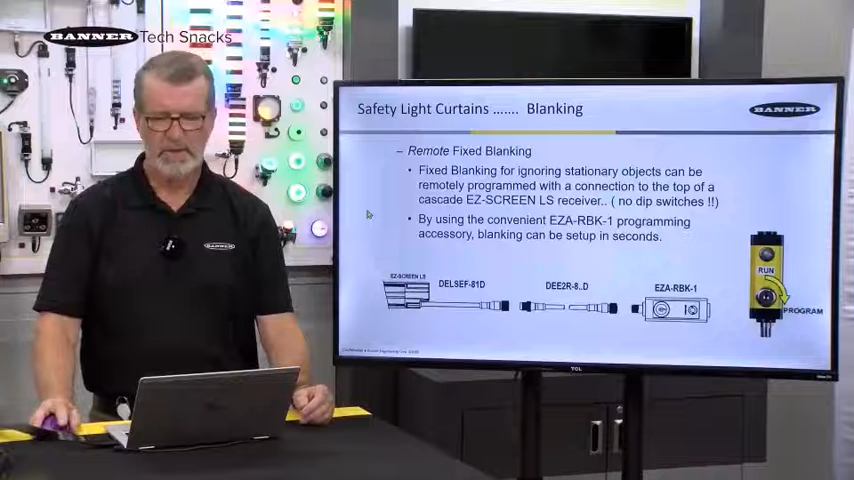 BANNER Tech Snacks
Safety Light Curtains ....... Blanking
BANNER
– Remote Fixed Blanking
• Fixed Blanking for ignoring stationary objects can be
remotely programmed with a connection to the top of a
cascade EZ-SCREEN LS receiver.. ( no dip switches !!)
• By using the convenient EZA-RBK-1 programming
accessory, blanking can be setup in seconds.
EZ-SCREEN LS
DELSEF-81D
DEE2R-8..D
EZA-RBK-1
RUN
PROGRAM
TCL
BANNER